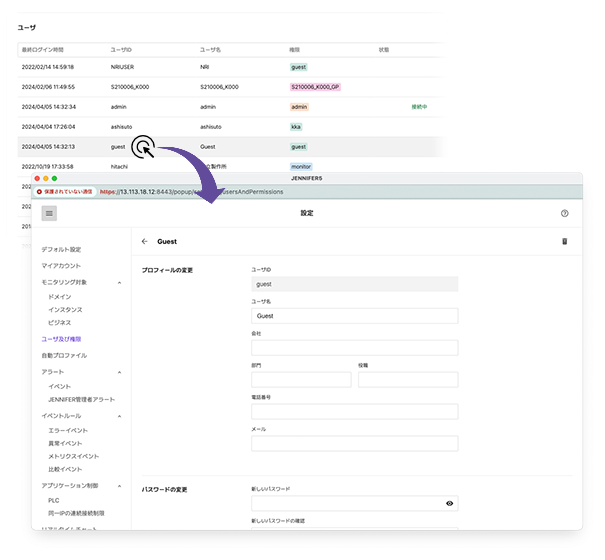 ユーザ
最終ログイン時間 ユーザID ユーザ名 権限 状態
2022/02/14 14:59:18 NRIUSER NRI guest
2024/02/06 11:49:55 S210006_K000 S210006_K000 S210006_K000_GP
2024/04/05 14:32:34 admin admin admin 接続中
2024/04/04 17:26:04 ashisuto ashisuto kka
2024/04/05 14:32:13 guest Guest guest
2022/10/19 17:33:58 hitachi 製作所 monitor
JENNIFER5
保護されていない通信 https://13.113.18.12:8443/popup/ usersAndPermissions
設定
Guest
デフォルト設定
マイアカウント
モニタリング対象
ドメイン
インスタンス
ビジネス
ユーザ及び権限
自動プロファイル
アラート
イベント
JENNIFER管理者アラート
イベントルール
エラーイベント
異常イベント
メトリクスイベント
比較イベント
アプリケーション制御
PLC
同一IPの連続接続制限
リアルタイムチャート
プロフィールの変更
ユーザID
guest
ユーザ名
Guest
会社
部門 役職
電話番号
メール
パスワードの変更
新しいパスワード
新しいパスワードの確認